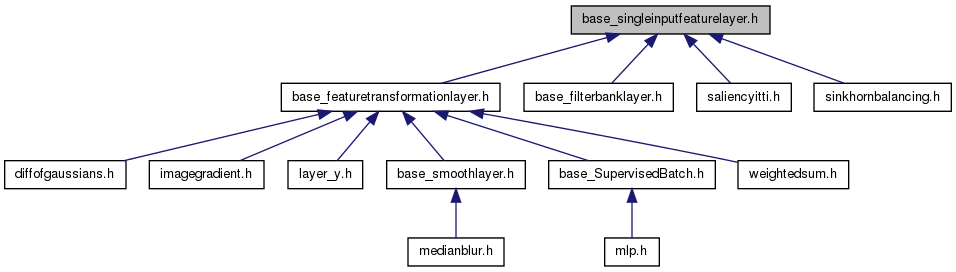 base_singleinputfeaturelayer.h
base_featuretransformationlayer.h
base_filterbanklayer.h
saliencyitti.h
sinkhornbalancing.h
diffofgaussians.h
imagegradient.h
layer_y.h
base_smoothlayer.h
base_SupervisedBatch.h
weightedsum.h
medianblur.h
mlp.h